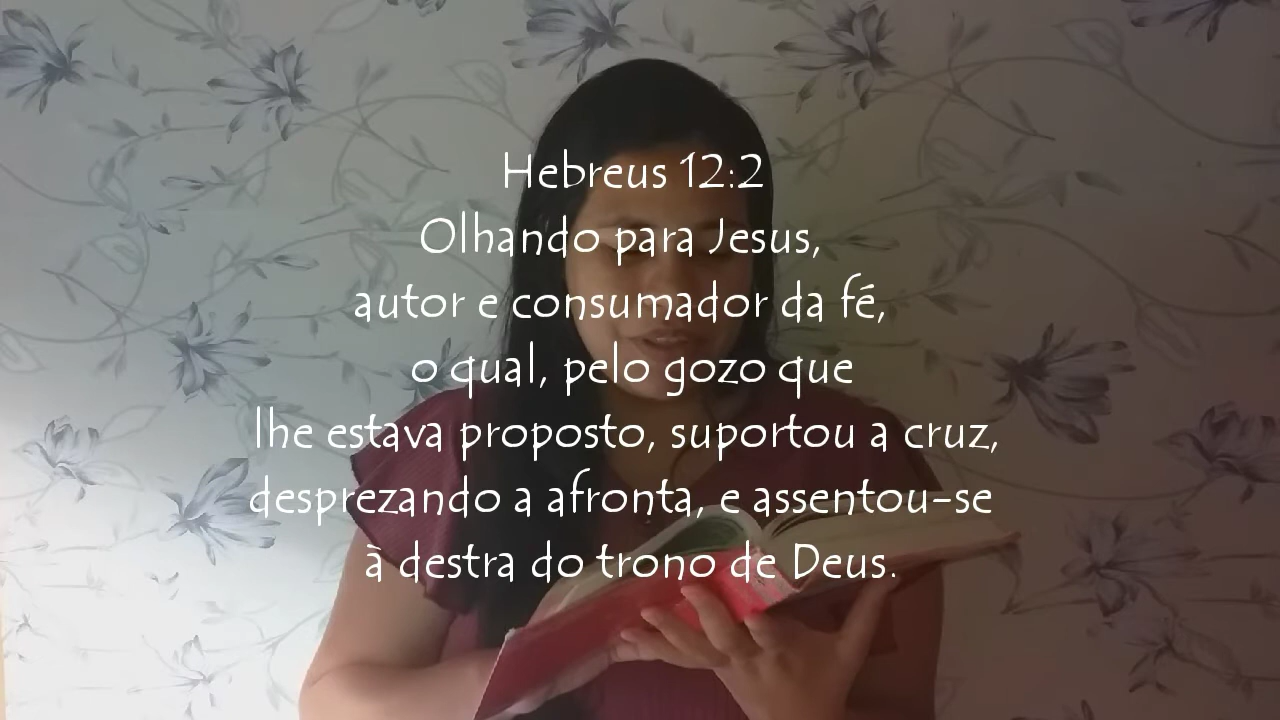 Hebreus 12:2
Olhando para Jesus,
autor e consumador da fé,
o qual, pelo gozo que
lhe estava proposto, suportou a cruz,
desprezando a afronta, e assentou-se
à destra do trono de Deus.